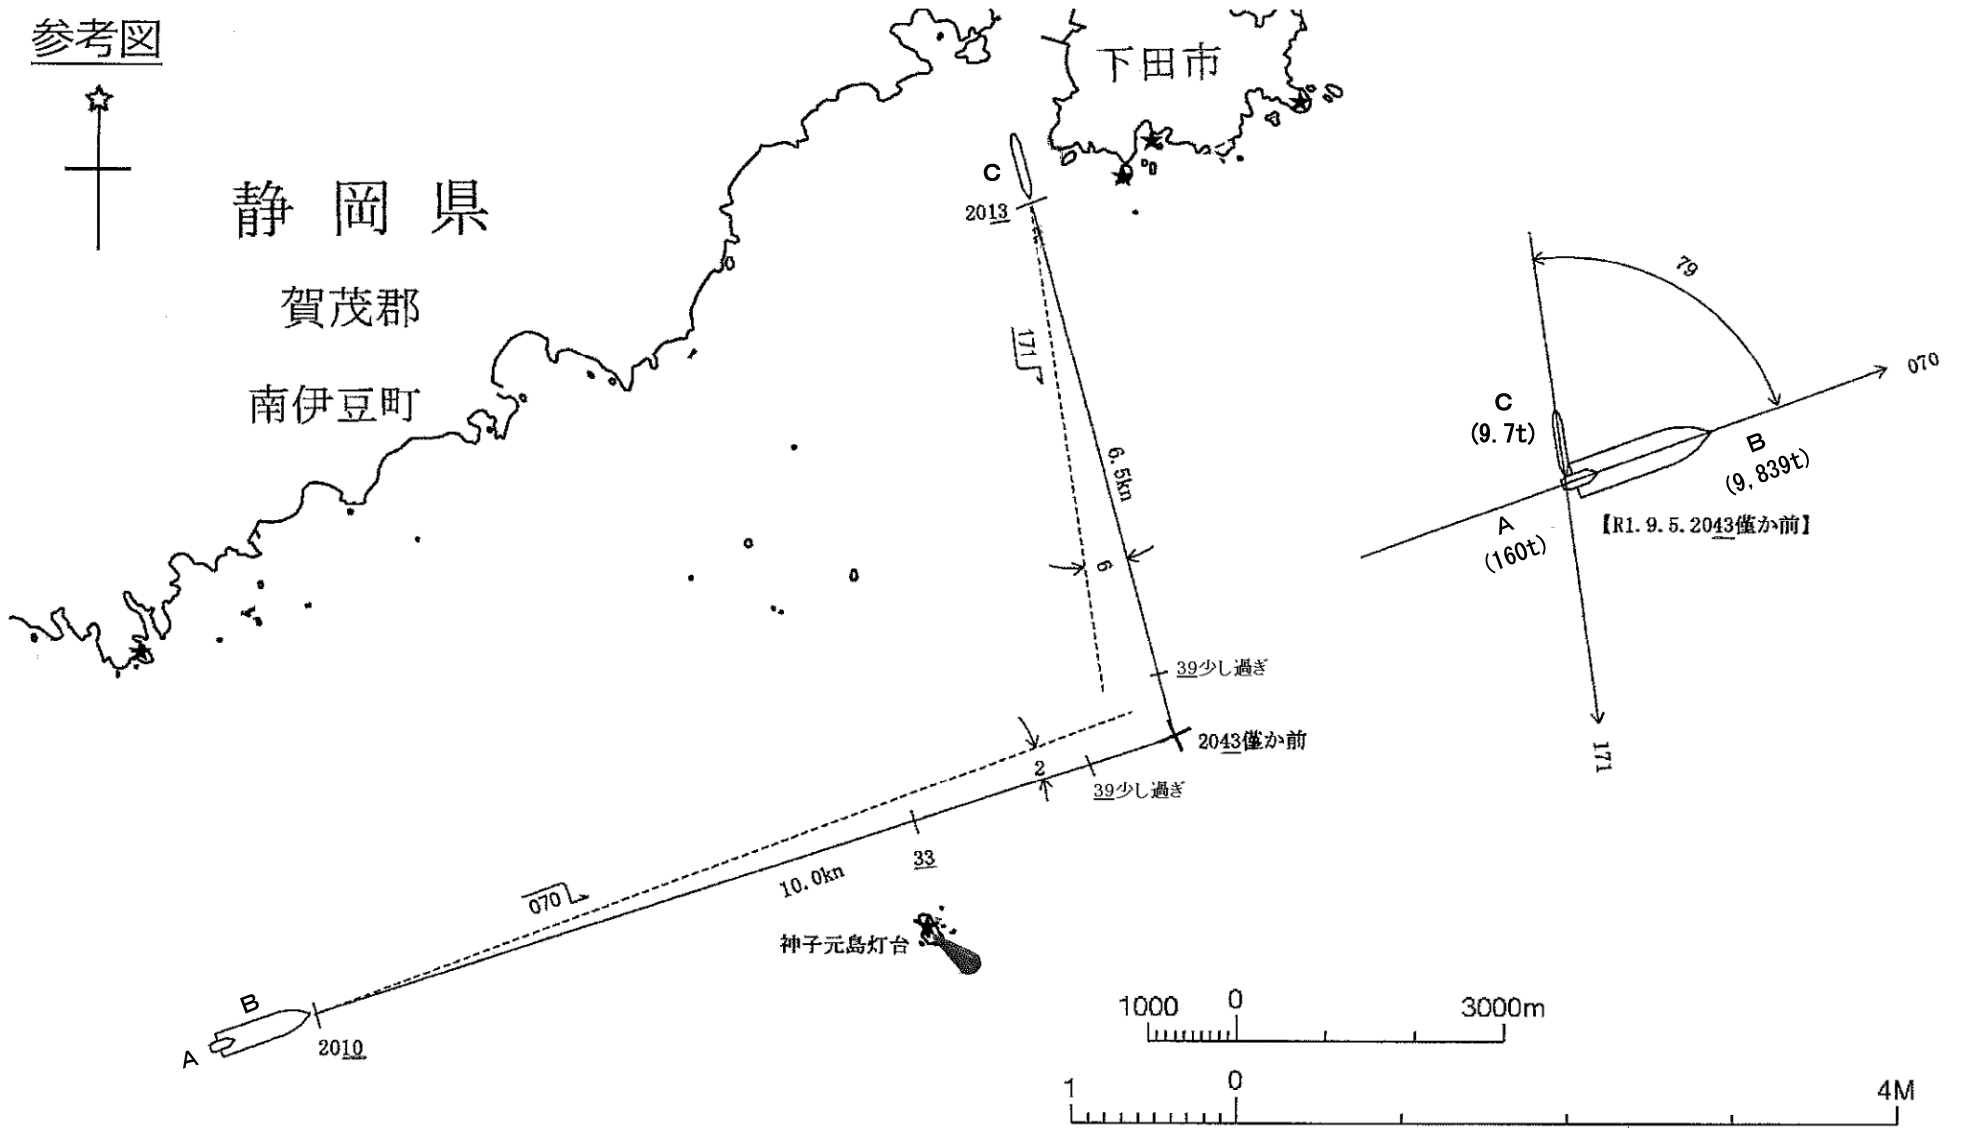 参考図
下田市
静岡県
賀茂郡
南伊豆町
C
2013
171
6.5kn
6
39少し過ぎ
2043僅か前
2
39少し過ぎ
33
10.0kn
070
神子元島灯台
B
A
2010
79
070
C
(9.7t)
B
(9,839t)
A
(160t)
【R1.9.5.2043僅か前】
171
1000 0 3000m
1 0 4M